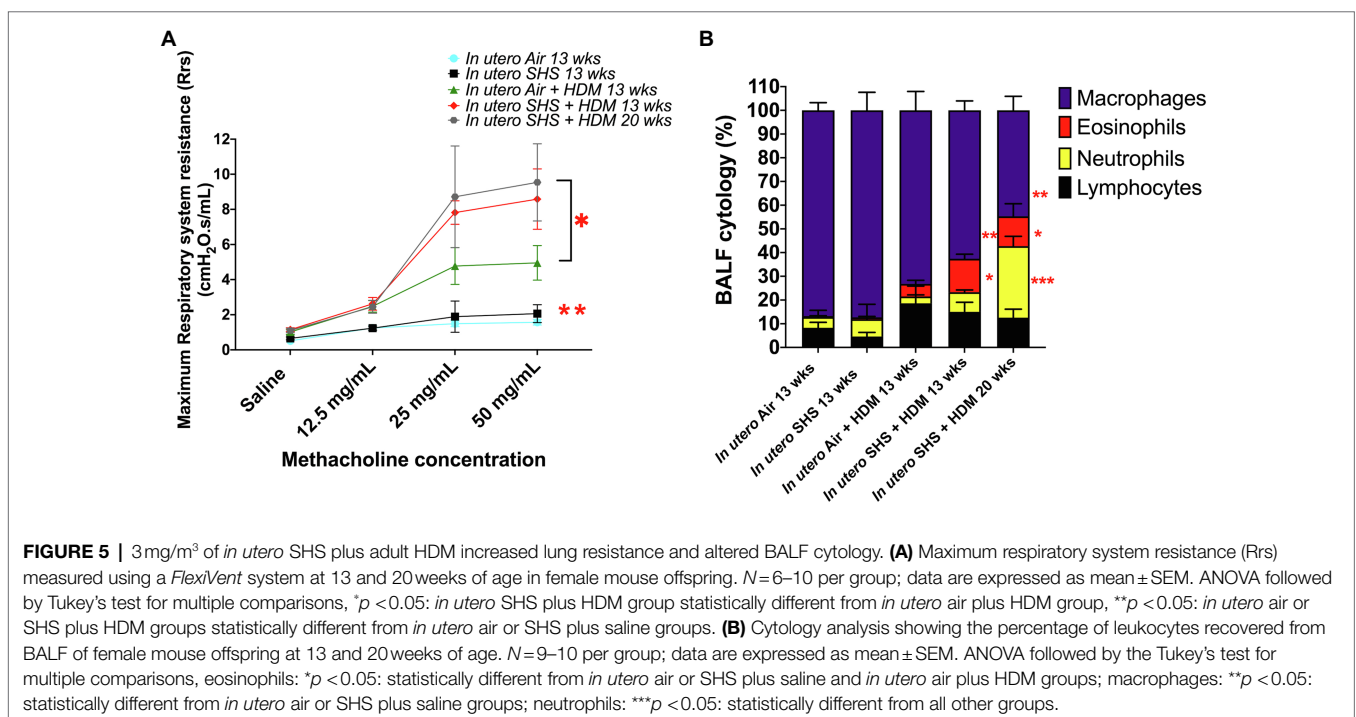 A
In utero Air 13 wks
In utero SHS 13 wks
In utero Air + HDM 13 wks
In utero SHS + HDM 13 wks
In utero SHS + HDM 20 wks
Maximum Respiratory system resistance (Rrs)
(cmH₂O.s/mL)
12
10
8
6
4
2
0
*
**
Saline
12.5 mg/mL
25 mg/mL
50 mg/mL
Methacholine concentration
B
BALF cytology (%)
110
100
90
80
70
60
50
40
30
20
10
0
**
*
**
*
***
Macrophages
Eosinophils
Neutrophils
Lymphocytes
In utero Air 13 wks
In utero SHS 13 wks
In utero Air + HDM 13 wks
In utero SHS + HDM 13 wks
In utero SHS + HDM 20 wks
FIGURE 5 | 3 mg/m³ of in utero SHS plus adult HDM increased lung resistance and altered BALF cytology. (A) Maximum respiratory system resistance (Rrs)
measured using a FlexiVent system at 13 and 20 weeks of age in female mouse offspring. N = 6–10 per group; data are expressed as mean ± SEM. ANOVA followed
by Tukey's test for multiple comparisons, *p < 0.05: in utero SHS plus HDM group statistically different from in utero air plus HDM group, **p < 0.05: in utero air or
SHS plus HDM groups statistically different from in utero air or SHS plus saline groups. (B) Cytology analysis showing the percentage of leukocytes recovered from
BALF of female mouse offspring at 13 and 20 weeks of age. N = 9–10 per group; data are expressed as mean ± SEM. ANOVA followed by the Tukey's test for
multiple comparisons, eosinophils: *p < 0.05: statistically different from in utero air or SHS plus saline and in utero air plus HDM groups; macrophages: **p < 0.05:
statistically different from in utero air or SHS plus saline groups; neutrophils: ***p < 0.05: statistically different from all other groups.